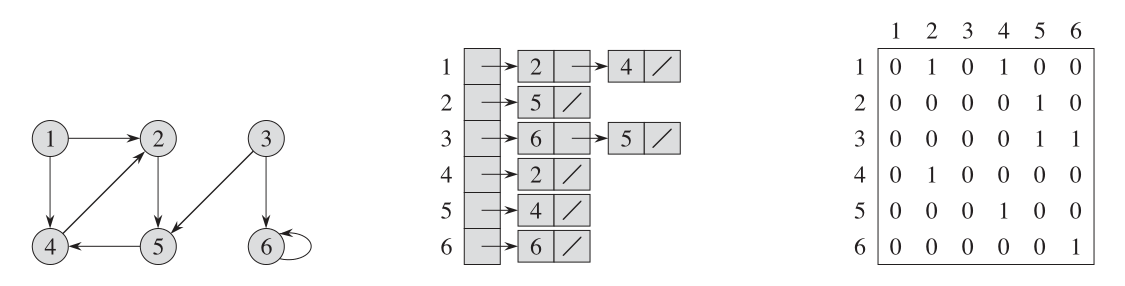 1 2 3
4 5 6
1 2 4
2 5
3 6 5
4 2
5 4
6 6
1 2 3 4 5 6
1 0 1 0 1 0 0
2 0 0 0 0 1 0
3 0 0 0 0 1 1
4 0 1 0 0 0 0
5 0 0 0 1 0 0
6 0 0 0 0 0 1